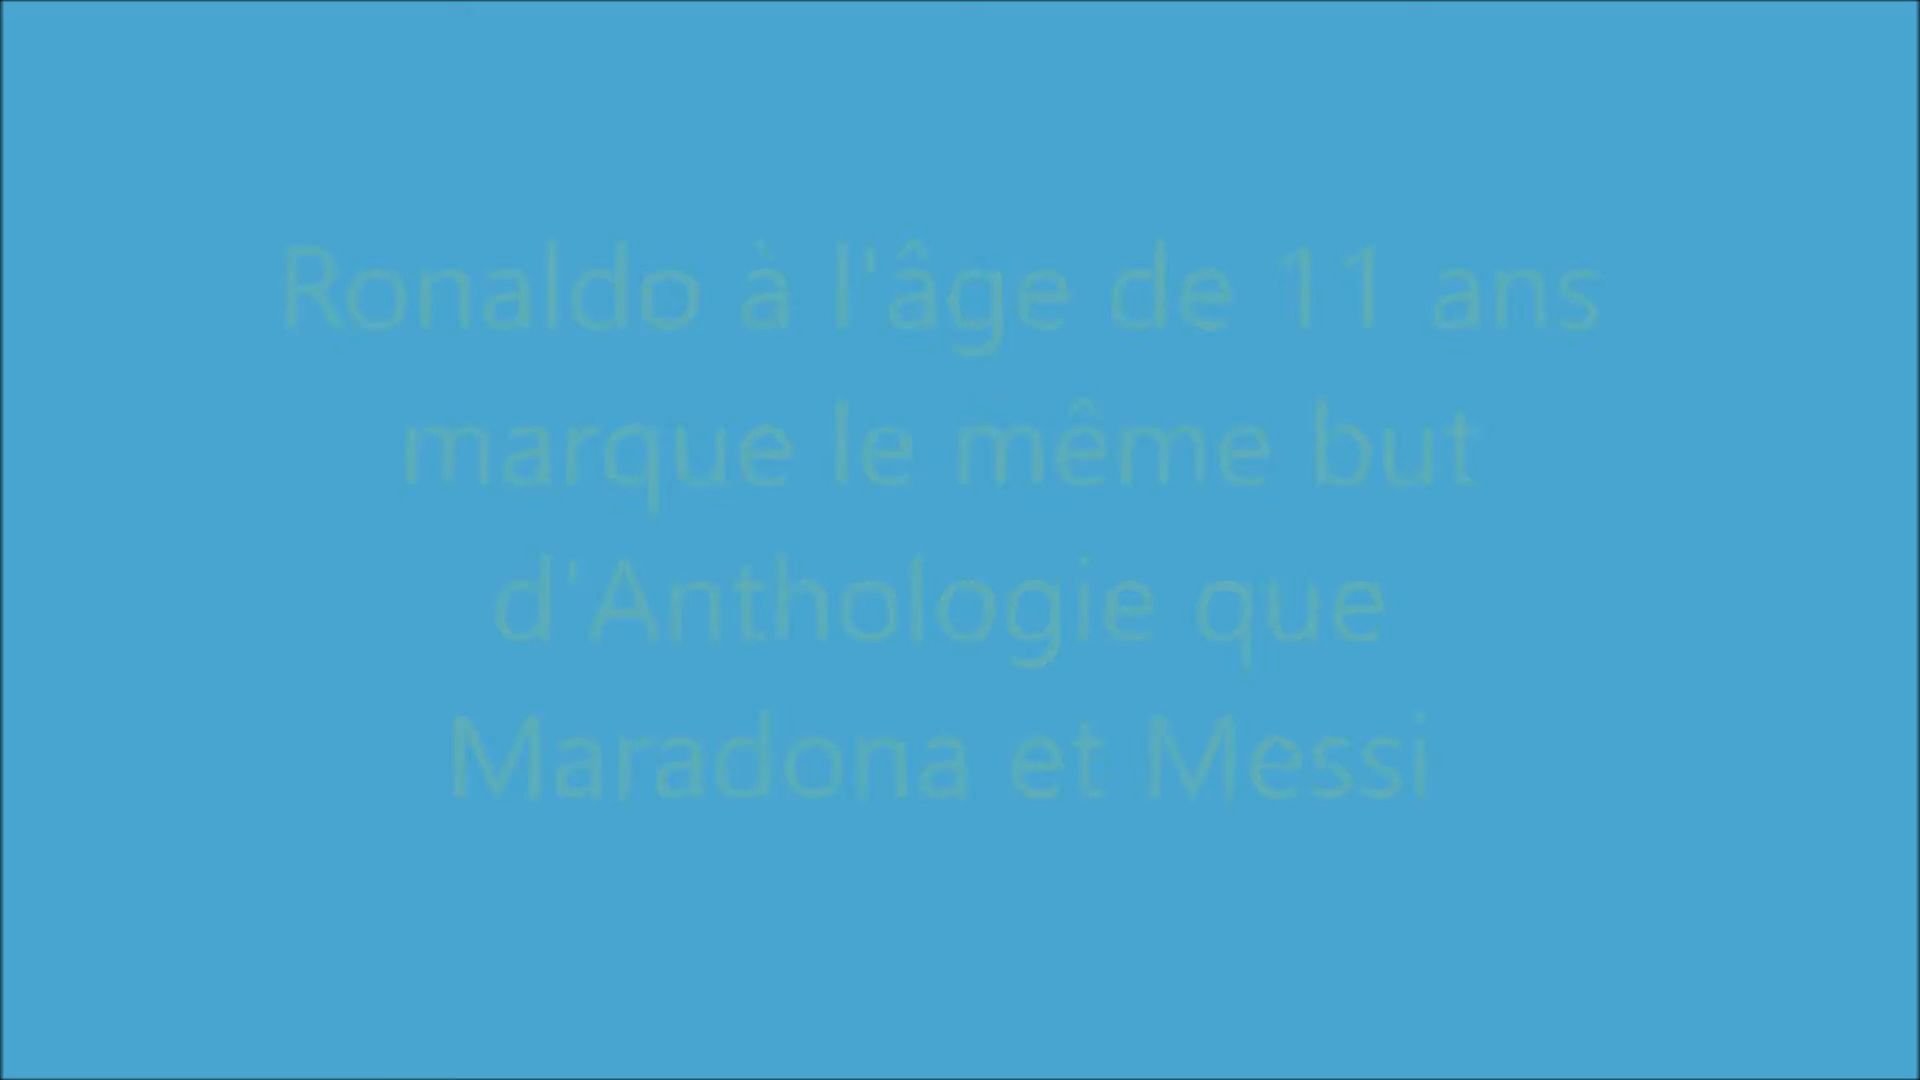 Ronaldo à l'âge de 11 ans
marque le même but
d'Anthologie que
Maradona et Messi